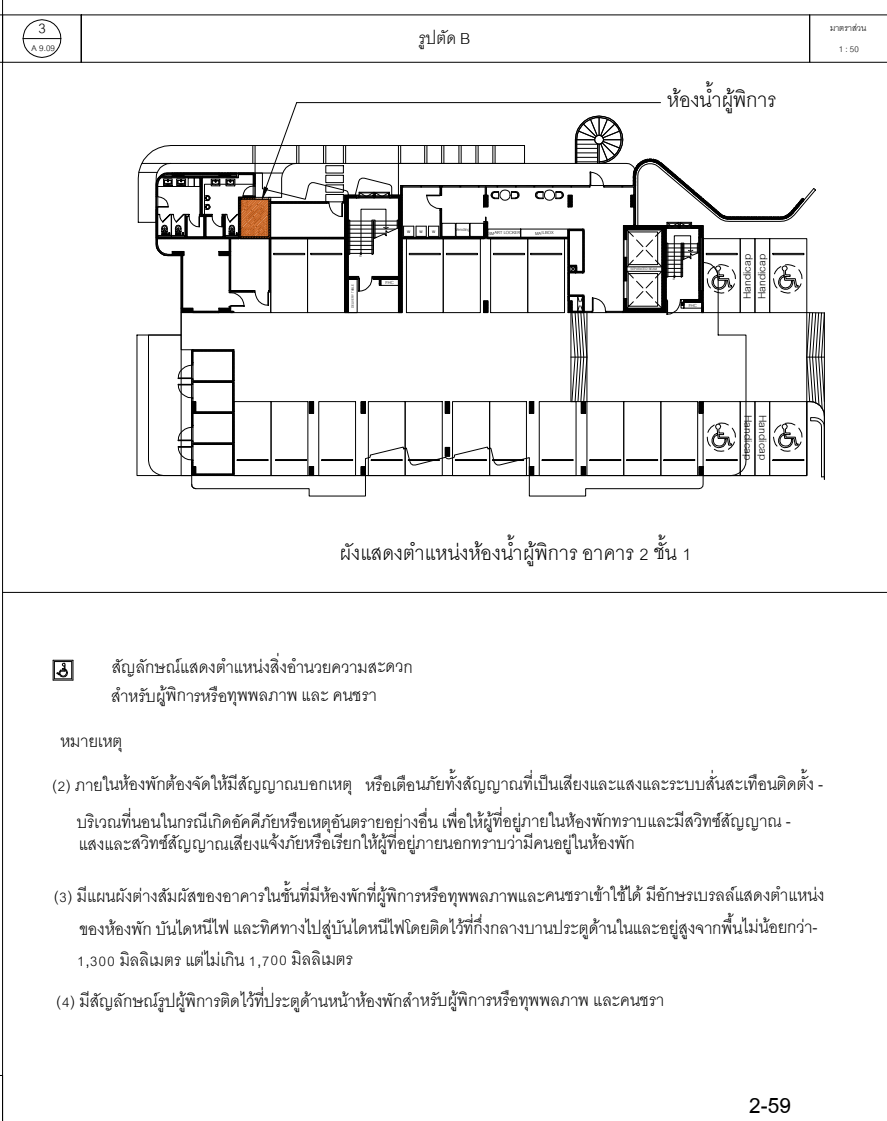 3
A 9.09
รูปตัด B
มาตราส่วน
1 : 50
ห้องน้ำผู้พิการ
Handicap
Handicap
Handicap
Handicap
ผังแสดงตำแหน่งห้องน้ำผู้พิการ อาคาร 2 ชั้น 1
สัญลักษณ์แสดงตำแหน่งสิ่งอำนวยความสะดวก
สำหรับผู้พิการหรือทุพพลภาพ และ คนชรา
หมายเหตุ
(2) ภายในห้องพักต้องจัดให้มีสัญญาณบอกเหตุ หรือเตือนภัยทั้งสัญญาณที่เป็นเสียงและแสงและระบบสั่นสะเทือนติดตั้ง -
บริเวณที่นอนในกรณีเกิดอัคคีภัยหรือเหตุอันตรายอย่างอื่น เพื่อให้ผู้ที่อยู่ภายในห้องพักทราบและมีสวิทซ์สัญญาณ -
แสงและสวิทซ์สัญญาณเสียงแจ้งภัยหรือเรียกให้ผู้ที่อยู่ภายนอกทราบว่ามีคนอยู่ในห้องพัก
(3) มีแผนผังต่างสัมผัสของอาคารในชั้นที่มีห้องพักที่ผู้พิการหรือทุพพลภาพและคนชราเข้าใช้ได้ มีอักษรเบรลล์แสดงตำแหน่ง
ของห้องพัก บันไดหนีไฟ และทิศทางไปสู่บันไดหนีไฟโดยติดไว้ที่กึ่งกลางบานประตูด้านในและอยู่สูงจากพื้นไม่น้อยกว่า-
1,300 มิลลิเมตร แต่ไม่เกิน 1,700 มิลลิเมตร
(4) มีสัญลักษณ์รูปผู้พิการติดไว้ที่ประตูด้านหน้าห้องพักสำหรับผู้พิการหรือทุพพลภาพ และคนชรา
2-59